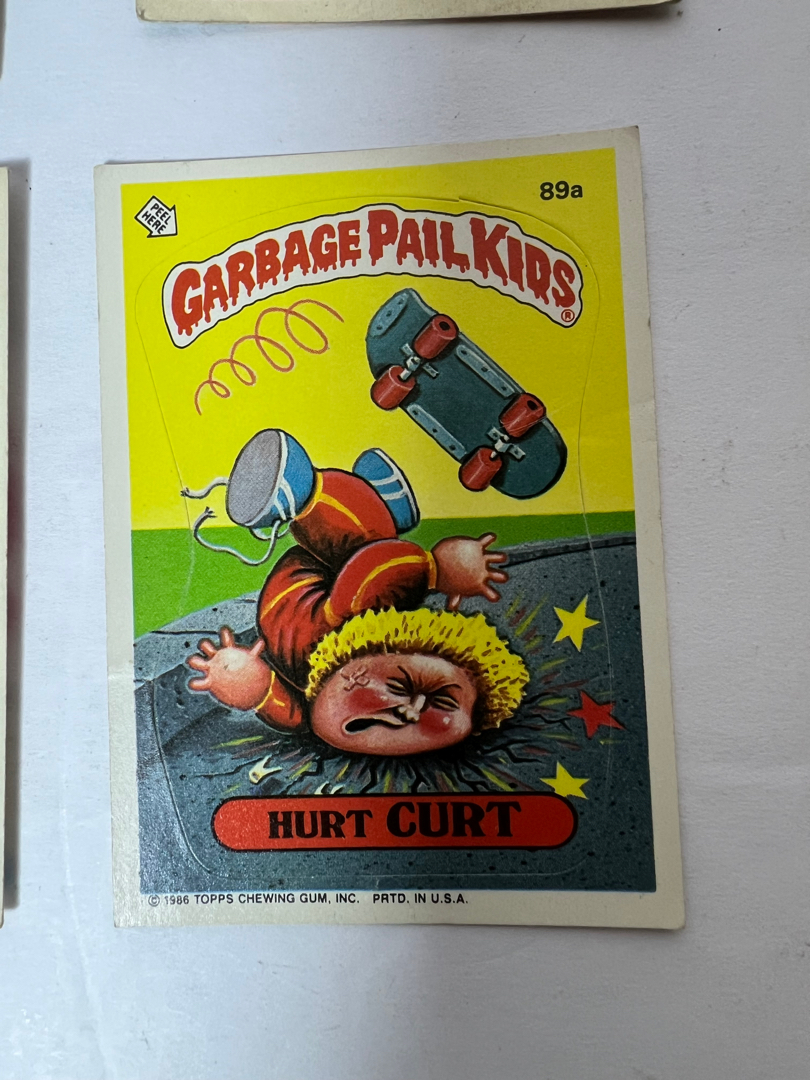 89a
PEEL
HERE
GARBAGE PAIL KIDS
®
HURT CURT
© 1986 TOPPS CHEWING GUM, INC. PRTD. IN U.S.A.